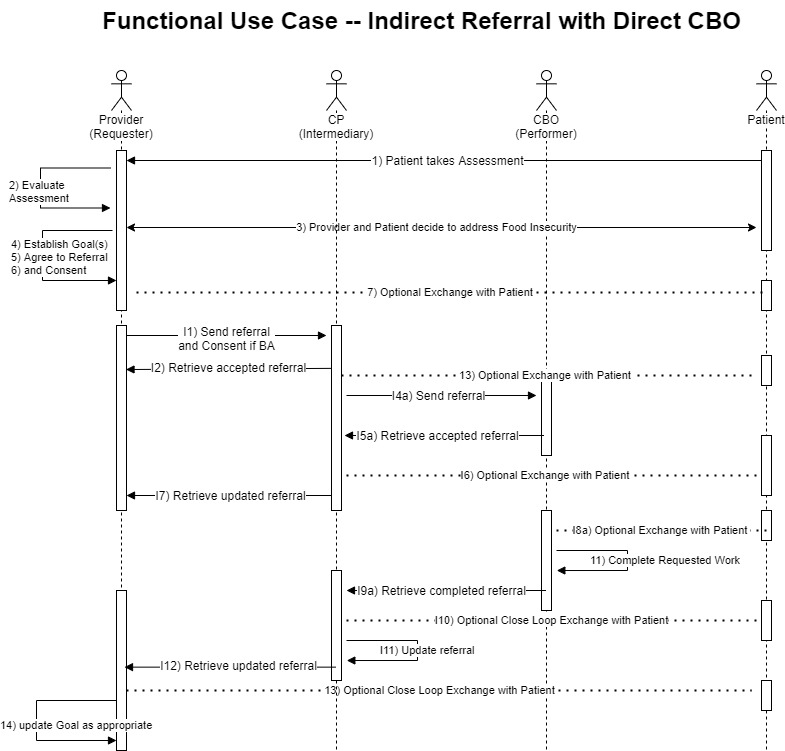 Functional Use Case -- Indirect Referral with Direct CBO
Provider
(Requester)
CP
(Intermediary)
CBO
(Performer)
Patient
1) Patient takes Assessment
2) Evaluate
Assessment
3) Provider and Patient decide to address Food Insecurity
4) Establish Goal(s)
5) Agree to Referral
6) and Consent
7) Optional Exchange with Patient
I1) Send referral
and Consent if BA
I2) Retrieve accepted referral
13) Optional Exchange with Patient
I4a) Send referral
I5a) Retrieve accepted referral
I6) Optional Exchange with Patient
I7) Retrieve updated referral
I8a) Optional Exchange with Patient
11) Complete Requested Work
I9a) Retrieve completed referral
I10) Optional Close Loop Exchange with Patient
I11) Update referral
I12) Retrieve updated referral
13) Optional Close Loop Exchange with Patient
14) update Goal as appropriate